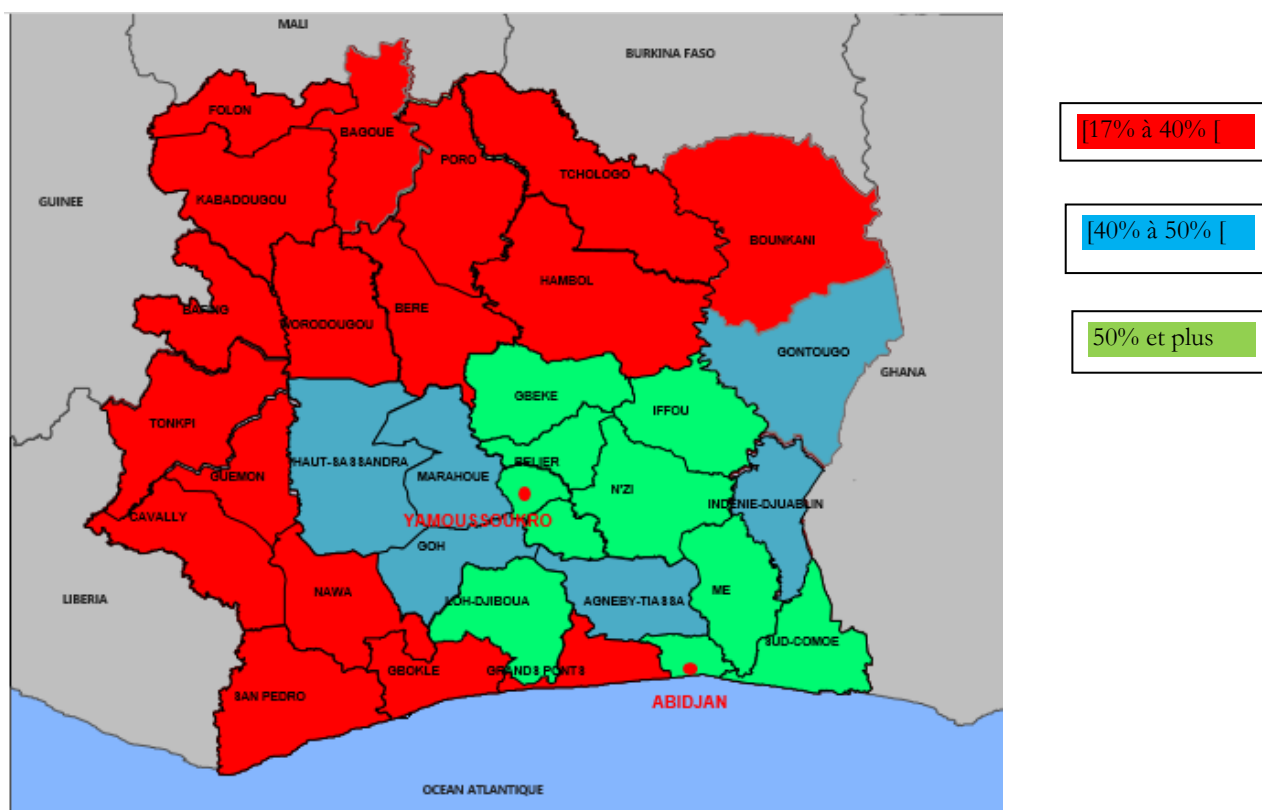 MALI
BURKINA FASO
FOLON
BAGOUE
PORO
TCHOLOGO
KABADOUGOU
GUINEE
BOUNKANI
HAMBOL
BAFING
WORODOUGOU
BERE
GONTOUGO
GHANA
GBEKE
IFFOU
TONKPI
HAUT-SASSANDRA
BELIER
GUEMON
MARAHOUE
N'ZI
INDENIE-DJUABLIN
CAVALLY
YAMOUSSOUKRO
GOH
NAWA
LIBERIA
LOH-DJIBOUA
AGNEBY-TIASSA
ME
SUD-COMOE
GBOKLE
GRANDS PONTS
SAN PEDRO
ABIDJAN
OCEAN ATLANTIQUE
[17% à 40% [
[40% à 50% [
50% et plus